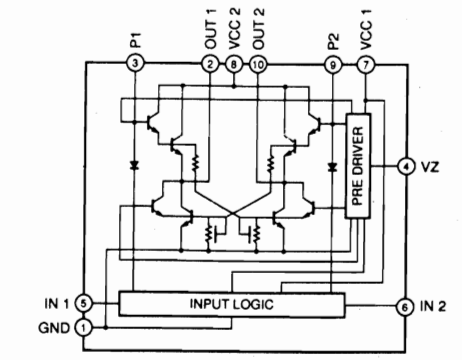 P1
OUT 1
VCC 2
OUT 2
P2
VCC 1
3
2
8
10
9
7
PRE DRIVER
4 VZ
IN 1 5
INPUT LOGIC
6 IN 2
GND 1